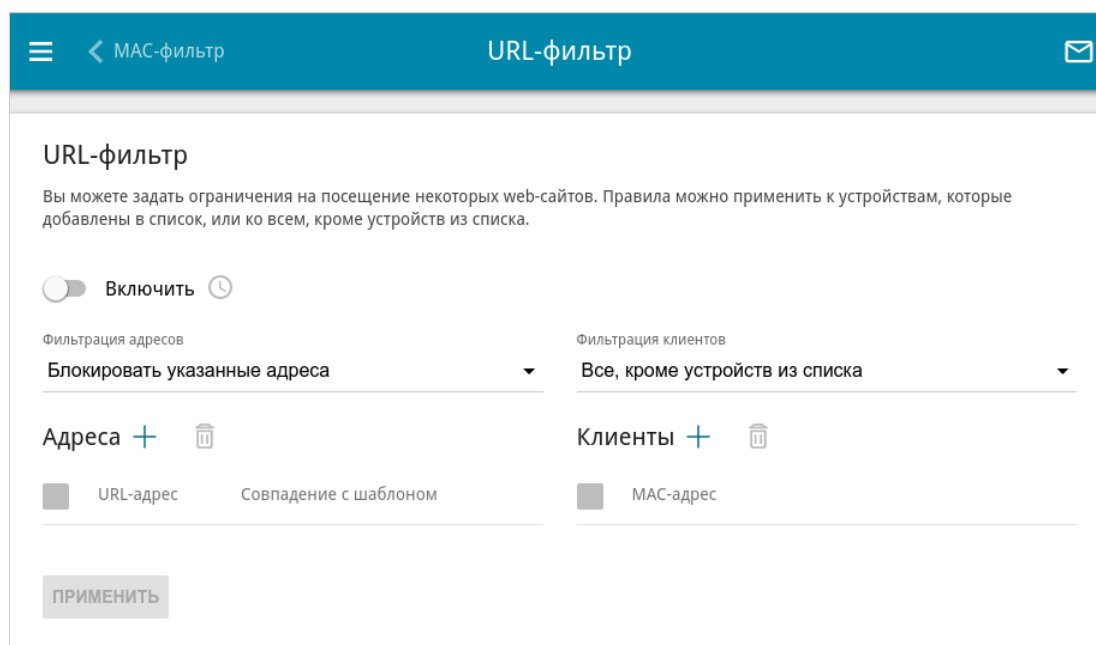 МАС-фильтр
URL-фильтр
URL-фильтр
Вы можете задать ограничения на посещение некоторых web-сайтов. Правила можно применить к устройствам, которые
добавлены в список, или ко всем, кроме устройств из списка.
Включить
Фильтрация адресов
Блокировать указанные адреса
Фильтрация клиентов
Все, кроме устройств из списка
Адреса
URL-адрес
Совпадение с шаблоном
Клиенты
МАС-адрес
ПРИМЕНИТЬ